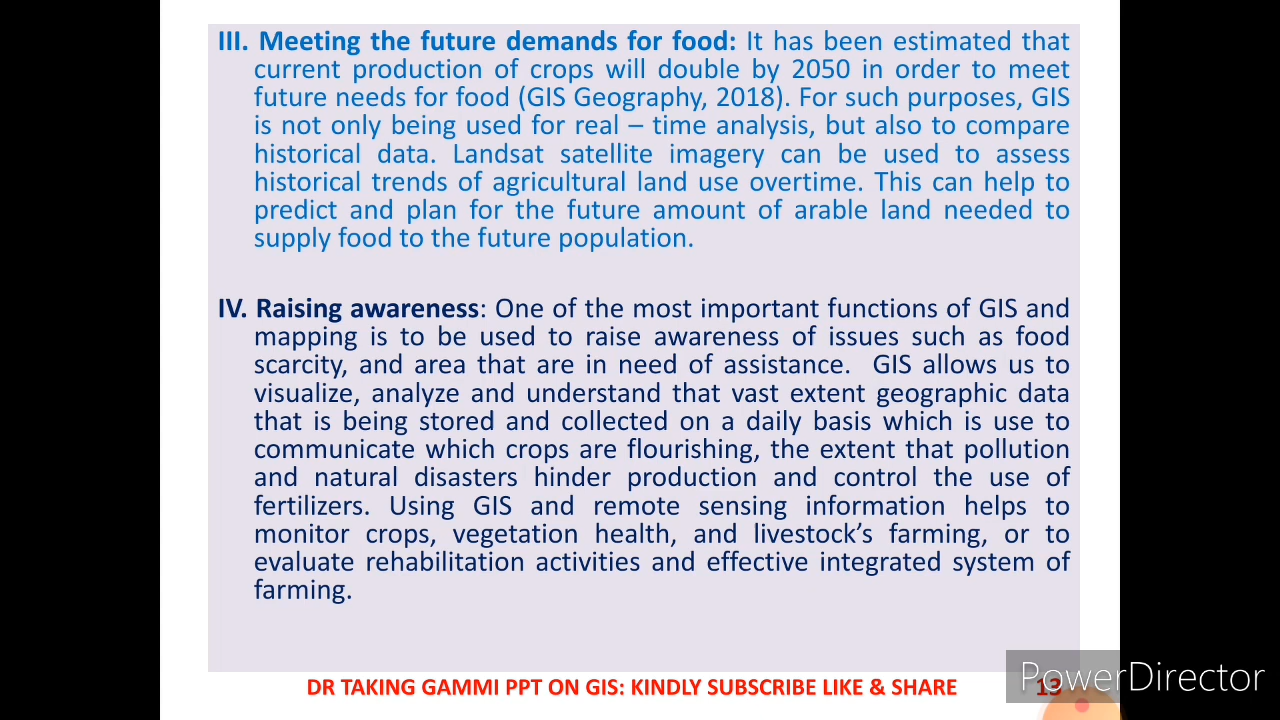 III. Meeting the future demands for food: It has been estimated that
current production of crops will double by 2050 in order to meet
future needs for food (GIS Geography, 2018). For such purposes, GIS
is not only being used for real – time analysis, but also to compare
historical data. Landsat satellite imagery can be used to assess
historical trends of agricultural land use overtime. This can help to
predict and plan for the future amount of arable land needed to
supply food to the future population.
IV. Raising awareness: One of the most important functions of GIS and
mapping is to be used to raise awareness of issues such as food
scarcity, and area that are in need of assistance. GIS allows us to
visualize, analyze and understand that vast extent geographic data
that is being stored and collected on a daily basis which is use to
communicate which crops are flourishing, the extent that pollution
and natural disasters hinder production and control the use of
fertilizers. Using GIS and remote sensing information helps to
monitor crops, vegetation health, and livestock's farming, or to
evaluate rehabilitation activities and effective integrated system of
farming.
DR TAKING GAMMI PPT ON GIS: KINDLY SUBSCRIBE LIKE & SHARE
13
PowerDirector